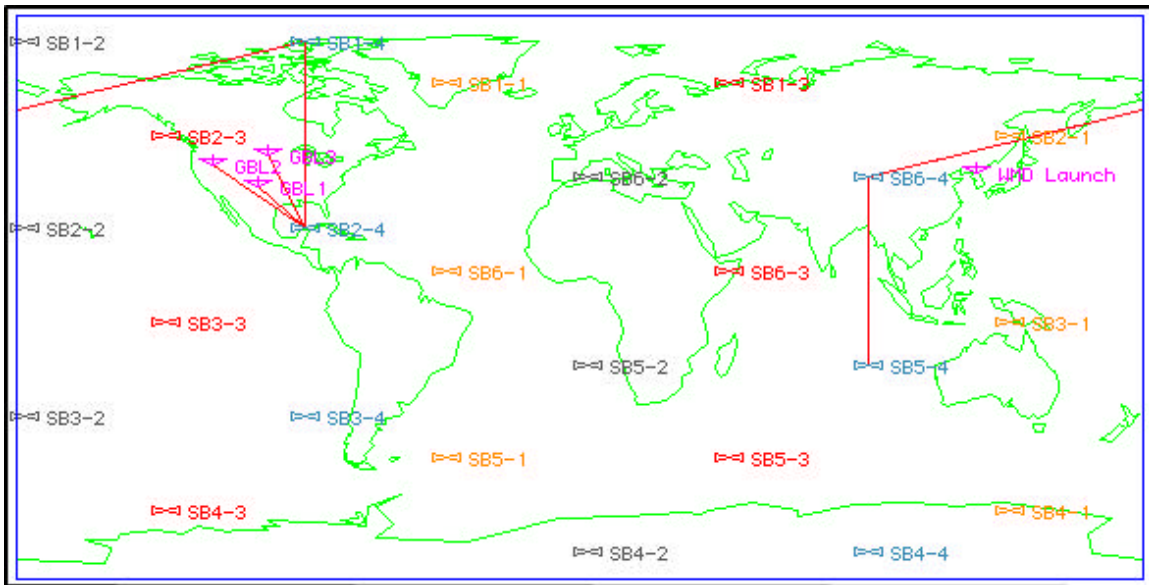 SB1-2
SB1-4
SB1-1
SB1-3
SB2-3
SB2-1
GBL3
GBL2
GBL1
SB6-2
SB6-4
WMD Launch
SB2-2
SB2-4
SB6-1
SB6-3
SB3-3
SB3-1
SB5-2
SB5-4
SB3-2
SB3-4
SB5-1
SB5-3
SB4-3
SB4-1
SB4-2
SB4-4